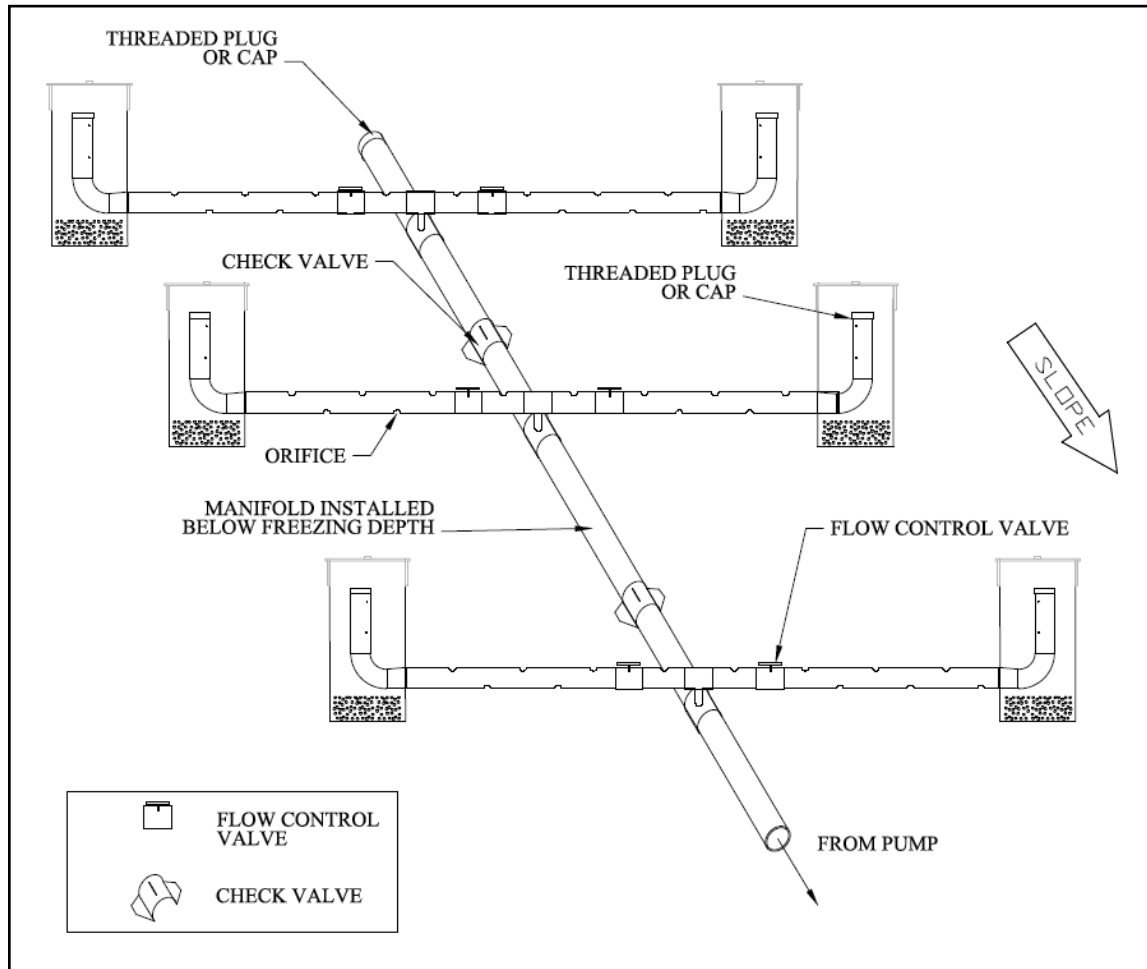 THREADED PLUG
OR CAP
CHECK VALVE
THREADED PLUG
OR CAP
SLOPE
ORIFICE
MANIFOLD INSTALLED
BELOW FREEZING DEPTH
FLOW CONTROL VALVE
FLOW CONTROL
VALVE
FROM PUMP
CHECK VALVE